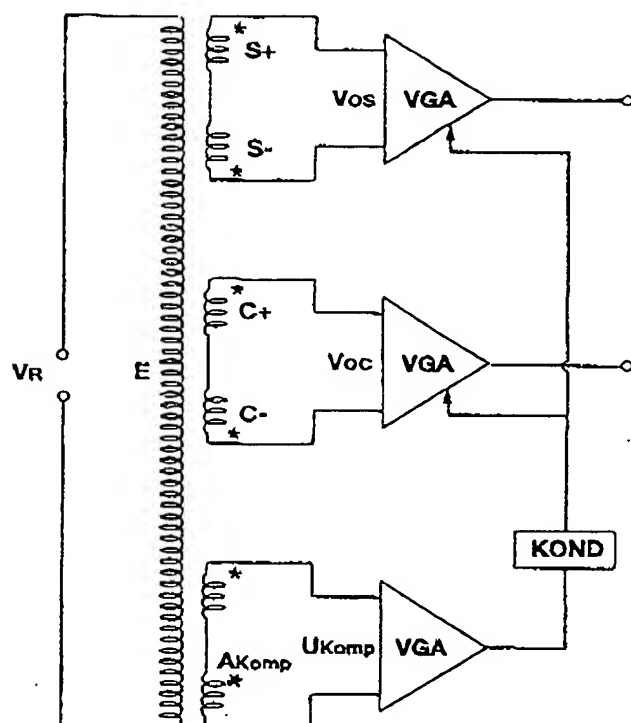 * S+
Vos VGA
S-
*
* C+
VR E Voc VGA
C-
*
KOND
*
AKomp * UKomp VGA